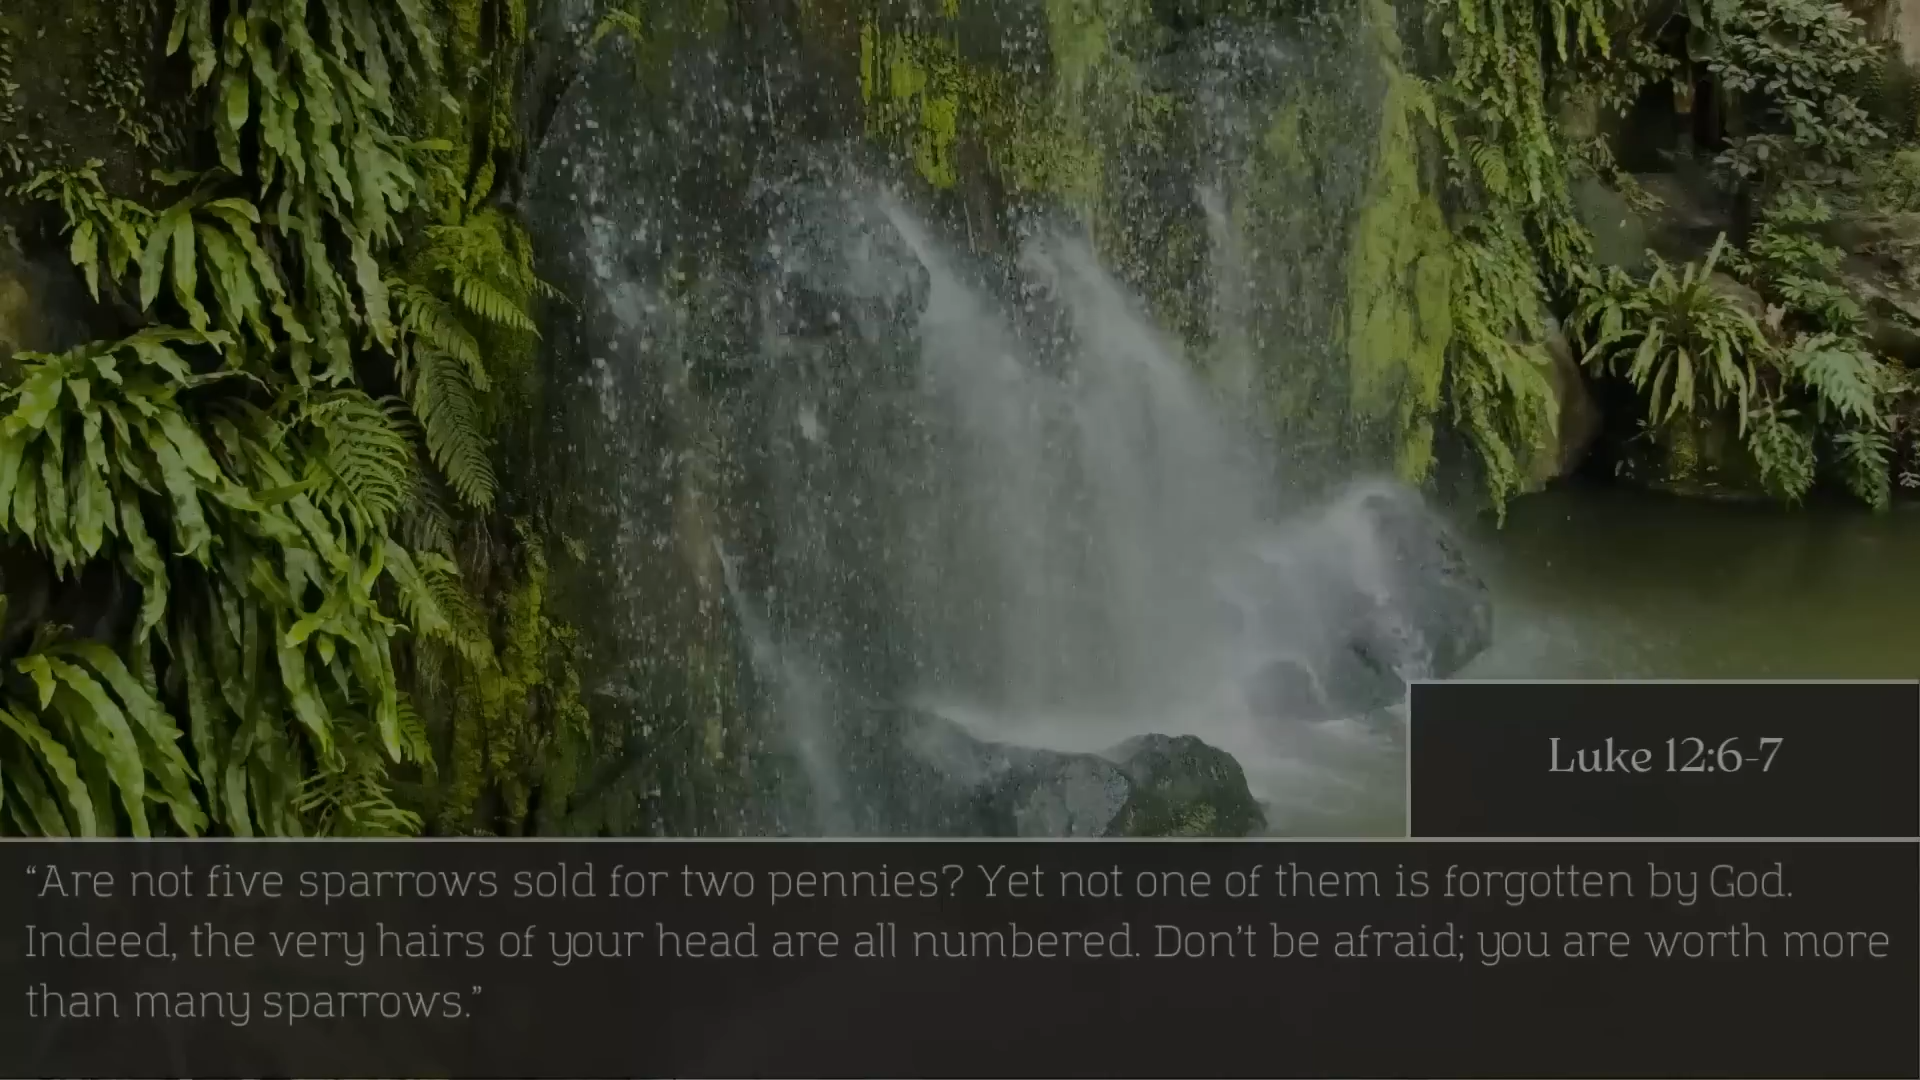 Luke 12:6-7
“Are not five sparrows sold for two pennies? Yet not one of them is forgotten by God.
Indeed, the very hairs of your head are all numbered. Don’t be afraid; you are worth more
than many sparrows.”